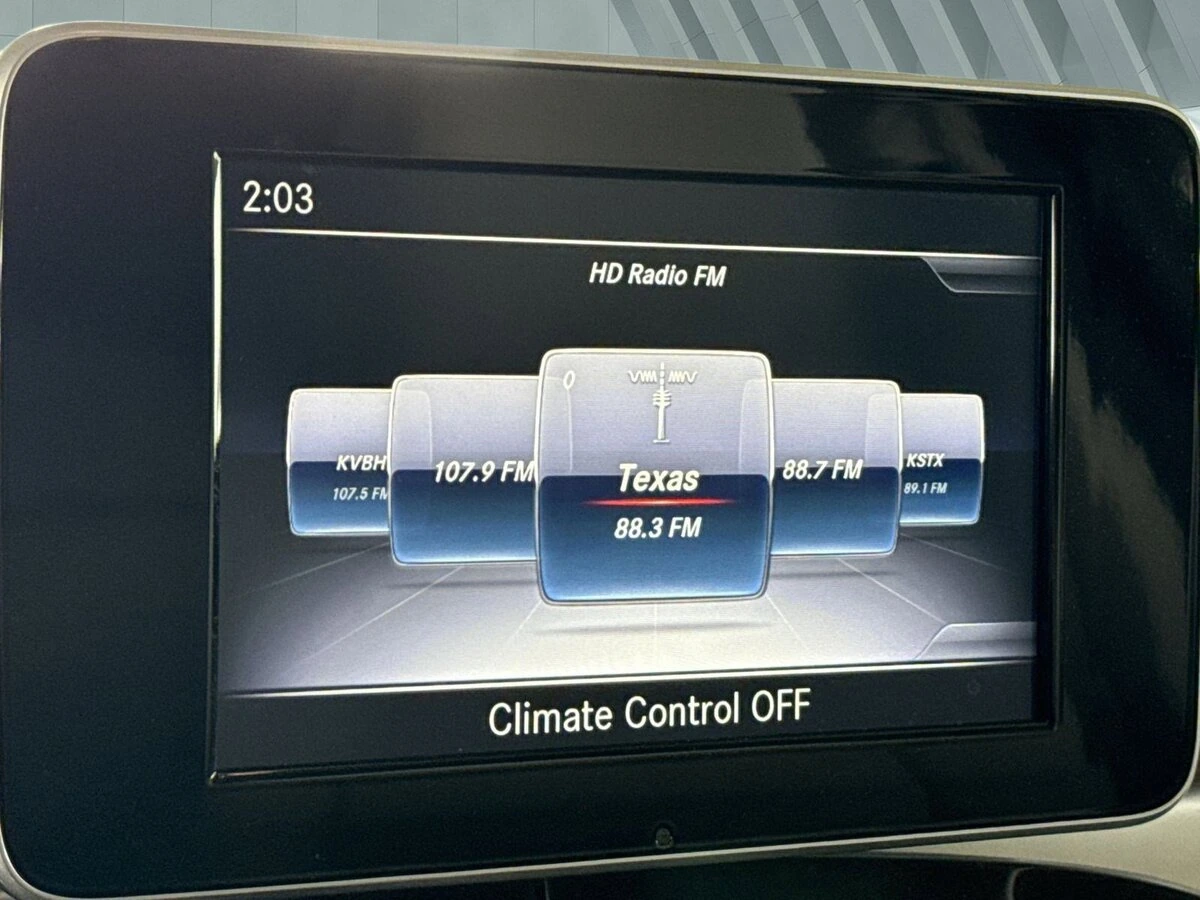 2:03
HD Radio FM
0
KVBH
107.5 FM
107.9 FM
Texas
88.3 FM
88.7 FM
KSTX
89.1 FM
Climate Control OFF